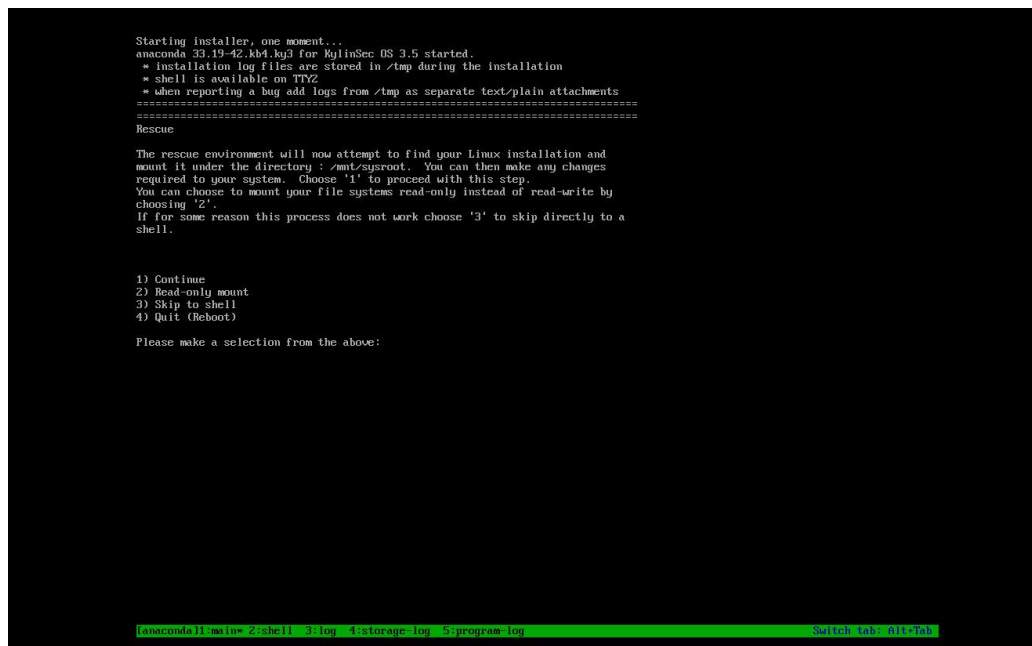 Starting installer, one moment...
anaconda 33.19-42.kb4.ky3 for KylinSec OS 3.5 started.
 * installation log files are stored in /tmp during the installation
 * shell is available on TTY2
 * when reporting a bug add logs from /tmp as separate text/plain attachments
================================================================================
================================================================================
Rescue
The rescue environment will now attempt to find your Linux installation and
mount it under the directory : /mnt/sysroot.  You can then make any changes
required to your system.  Choose '1' to proceed with this step.
You can choose to mount your file systems read-only instead of read-write by
choosing '2'.
If for some reason this process does not work choose '3' to skip directly to a
shell.
1) Continue
2) Read-only mount
3) Skip to shell
4) Quit (Reboot)
Please make a selection from the above:
[anaconda]1:main* 2:shell  3:log  4:storage-log  5:program-log Switch tab: Alt+Tab